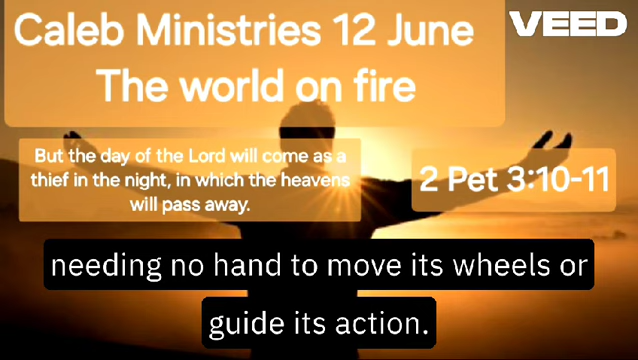 Caleb Ministries 12 June
VEED
The world on fire
But the day of the Lord will come as a
thief in the night, in which the heavens
will pass away.
2 Pet 3:10-11
needing no hand to move its wheels or
guide its action.